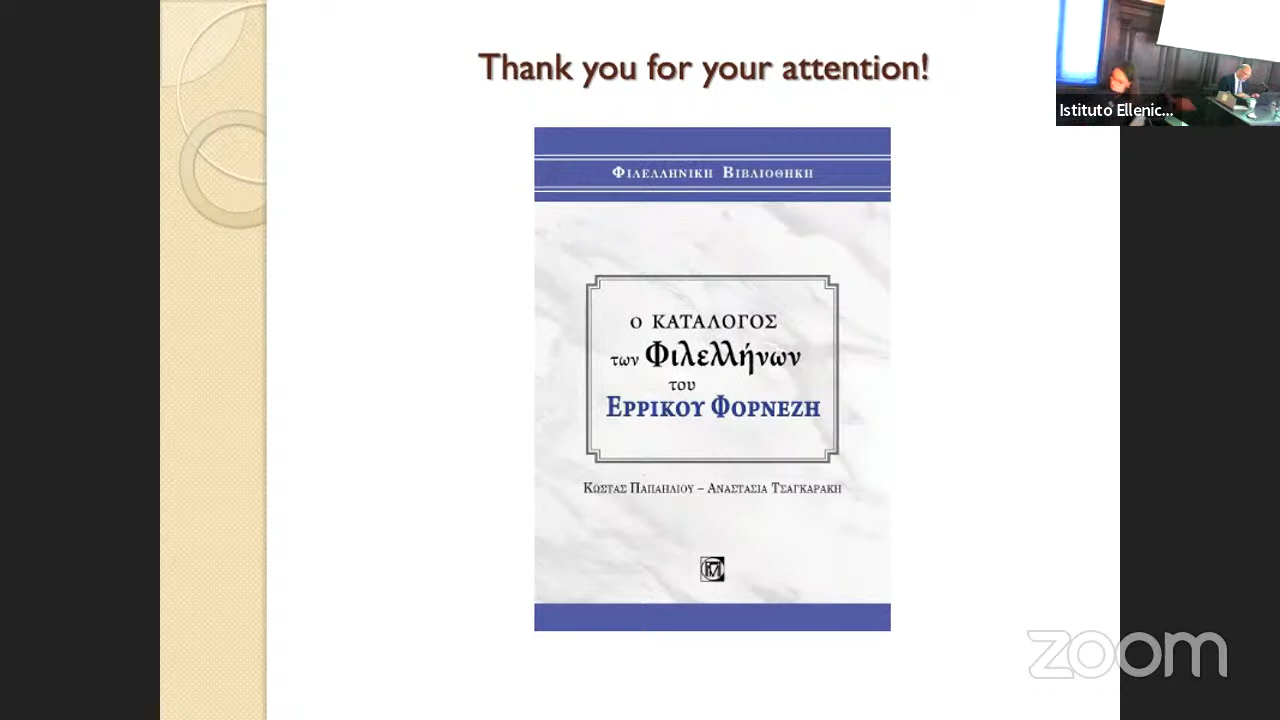 Thank you for your attention!
Istituto Ellenic...
ΦΙΛΕΛΛΗΝΙΚΗ ΒΙΒΛΙΟΘΗΚΗ
Ο ΚΑΤΑΛΟΓΟΣ
των Φιλελλήνων
του
ΕΡΡΙΚΟΥ ΦΟΡΝΕΖΗ
ΚΩΣΤΑΣ ΠΑΠΑΗΛΙΟΥ – ΑΝΑΣΤΑΣΙΑ ΤΣΑΓΚΑΡΑΚΗ
zoom